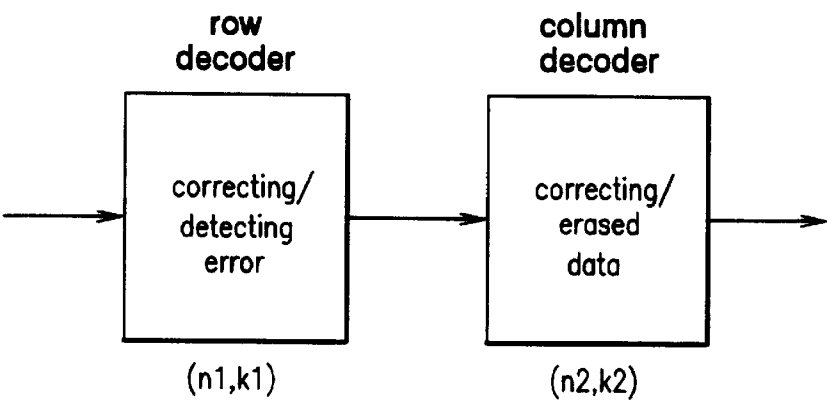 row
decoder
column
decoder
correcting/
detecting
error
correcting/
erased
data
(n1,k1)
(n2,k2)